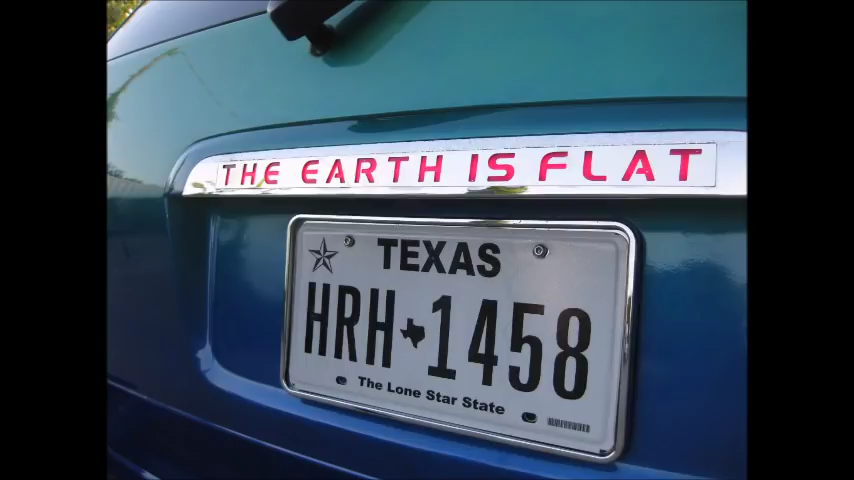 THE EARTH IS FLAT
TEXAS
HRH 1458
The Lone Star State